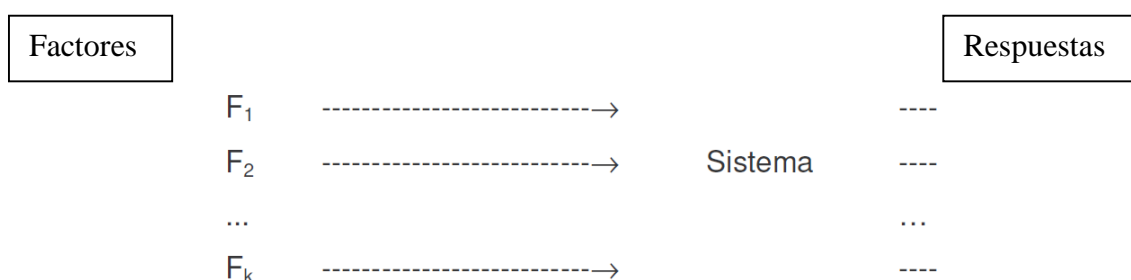 Factores Respuestas
F₁ ---------------------------→ ----
F₂ ---------------------------→ Sistema ----
... …
Fₖ ---------------------------→ ----